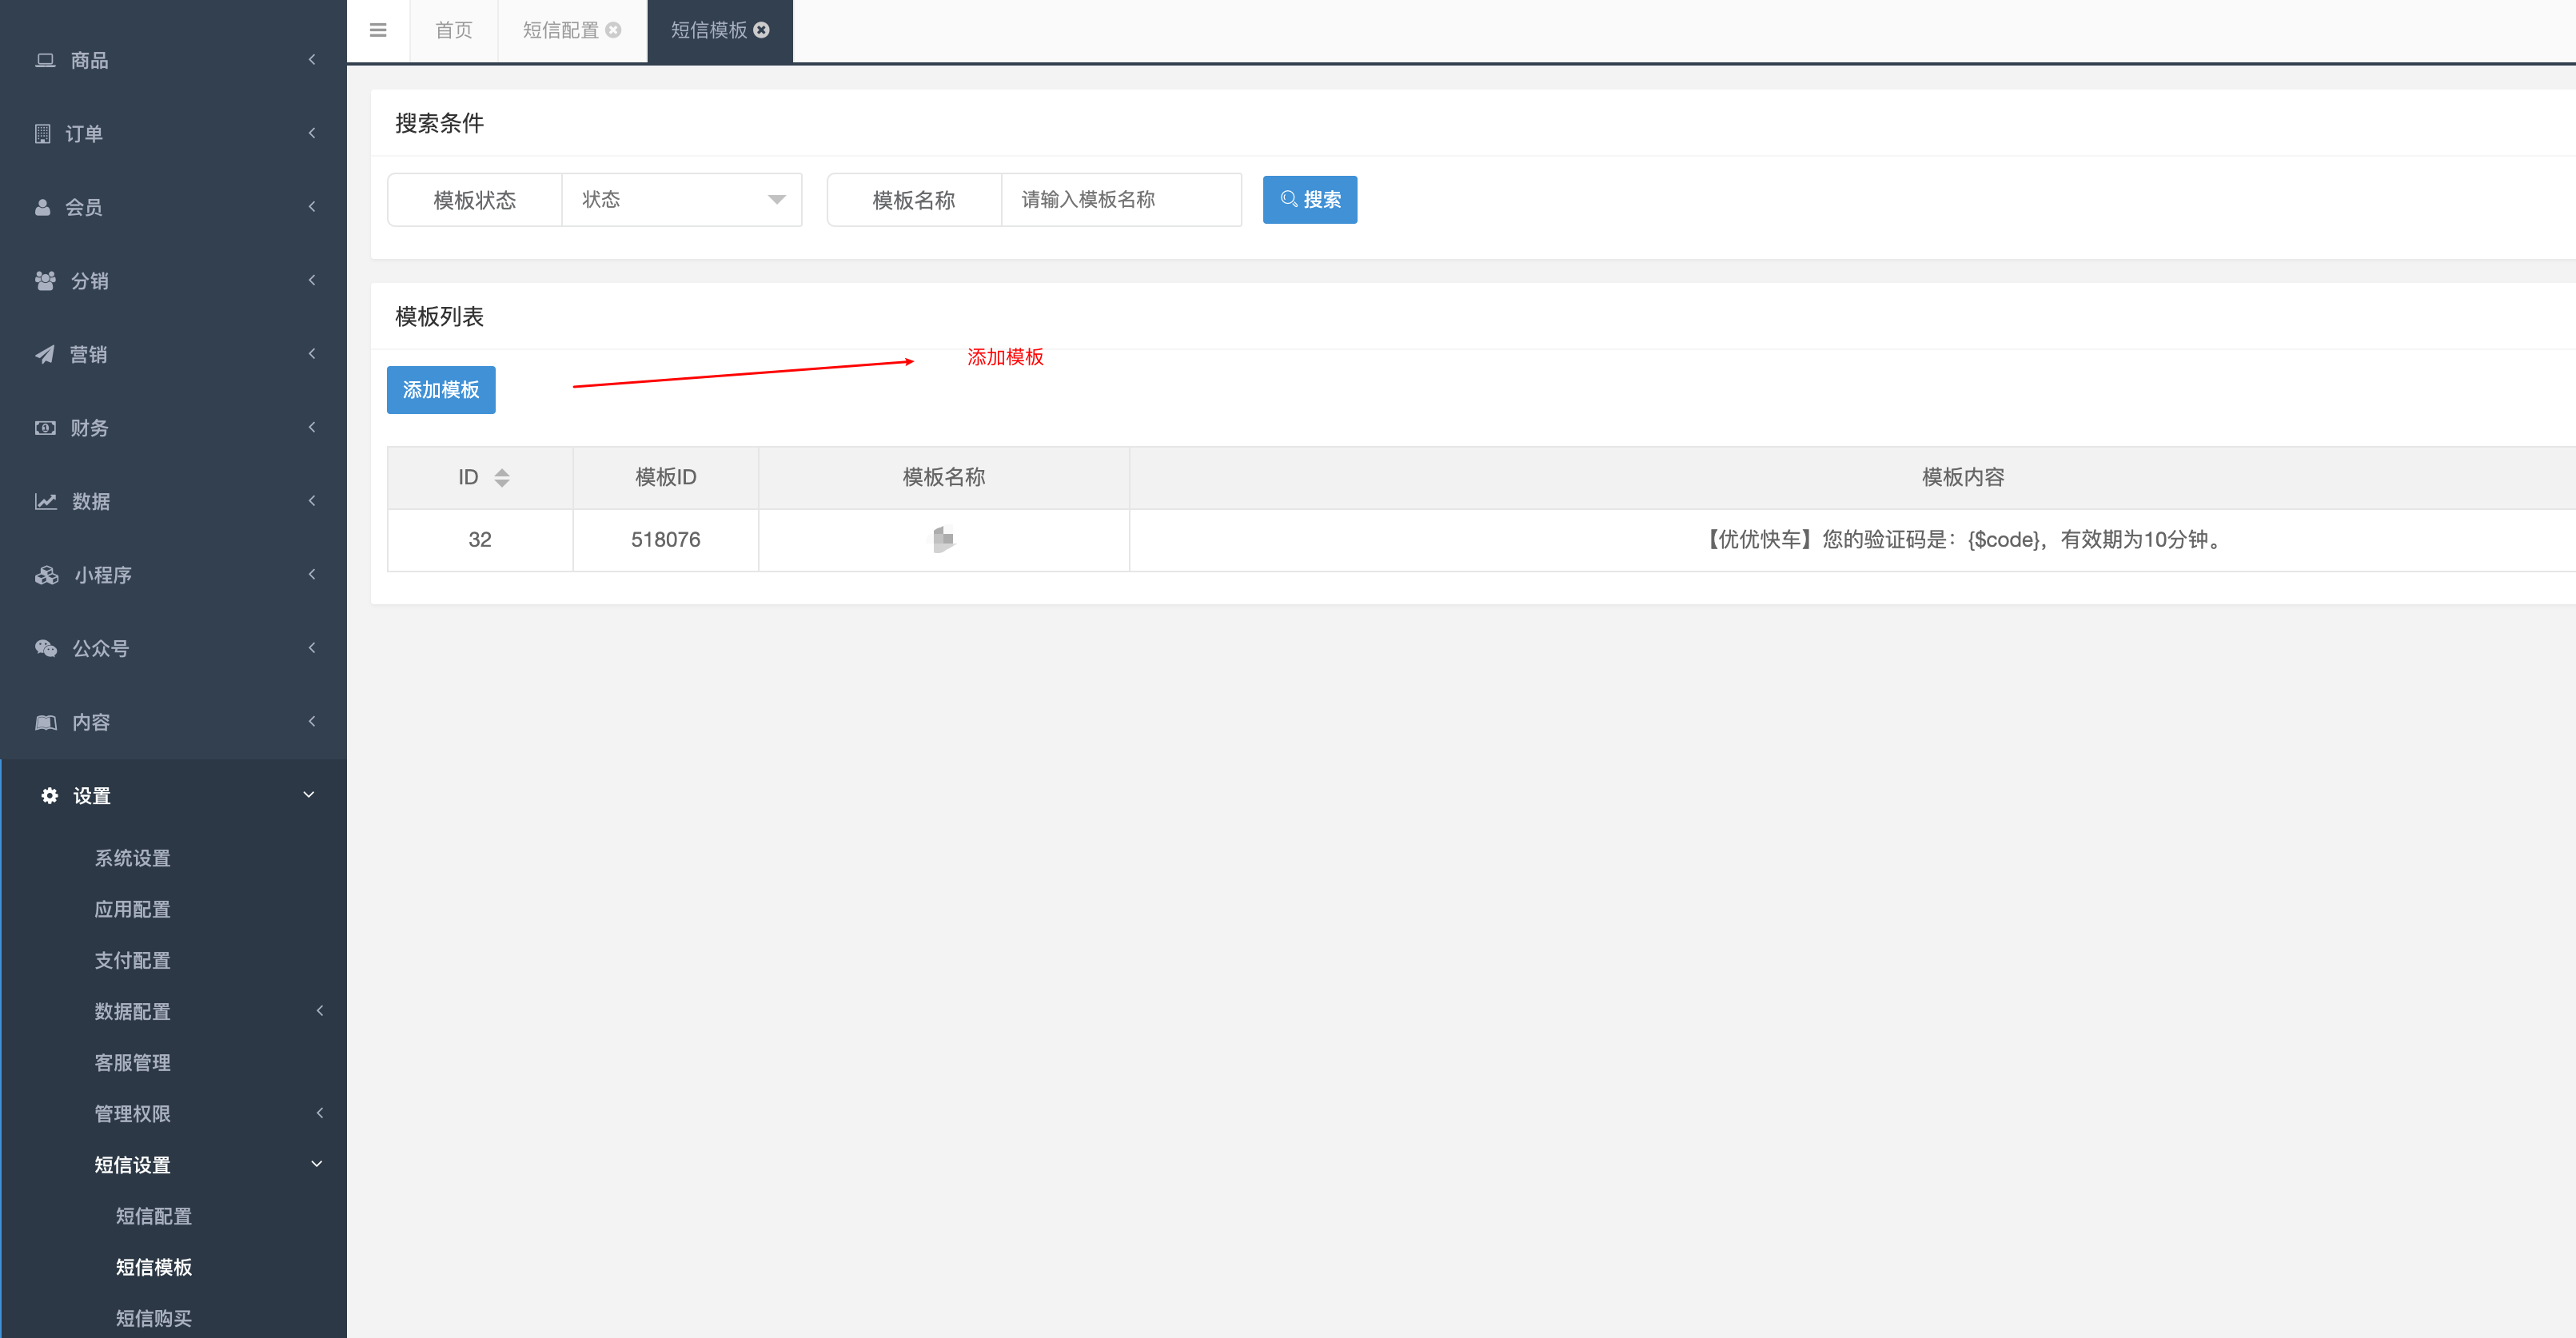 商品
订单
会员
分销
营销
财务
数据
小程序
公众号
内容
设置
系统设置
应用配置
支付配置
数据配置
客服管理
管理权限
短信设置
短信配置
短信模板
短信购买
首页 短信配置 短信模板
搜索条件
模板状态 状态 模板名称 请输入模板名称 搜索
模板列表
添加模板
添加模板
ID 模板ID 模板名称 模板内容
32 518076 【优优快车】您的验证码是：{$code}，有效期为10分钟。